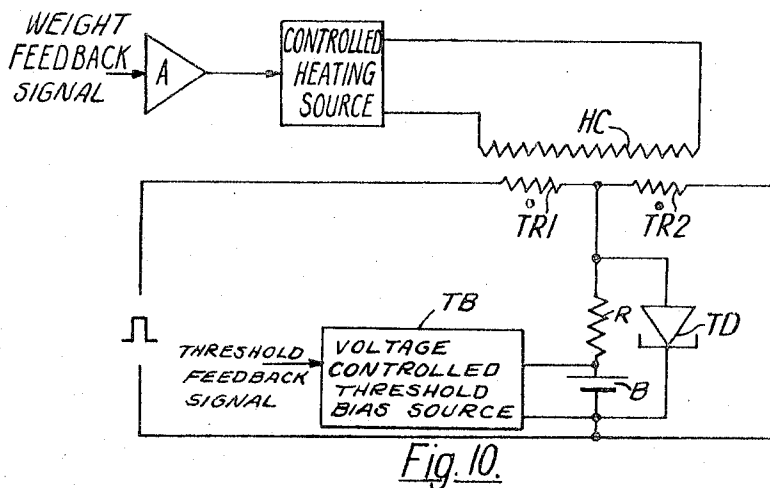 WEIGHT
FEEDBACK
SIGNAL
A
CONTROLLED
HEATING
SOURCE
HC
TR1
TR2
TB
R
TD
THRESHOLD
FEEDBACK
SIGNAL
VOLTAGE
CONTROLLED
THRESHOLD
BIAS SOURCE
B
Fig. 10.